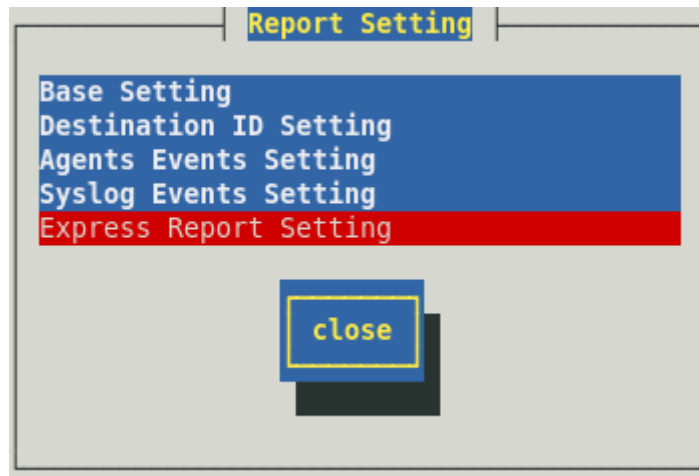 Report Setting
Base Setting
Destination ID Setting
Agents Events Setting
Syslog Events Setting
Express Report Setting
close